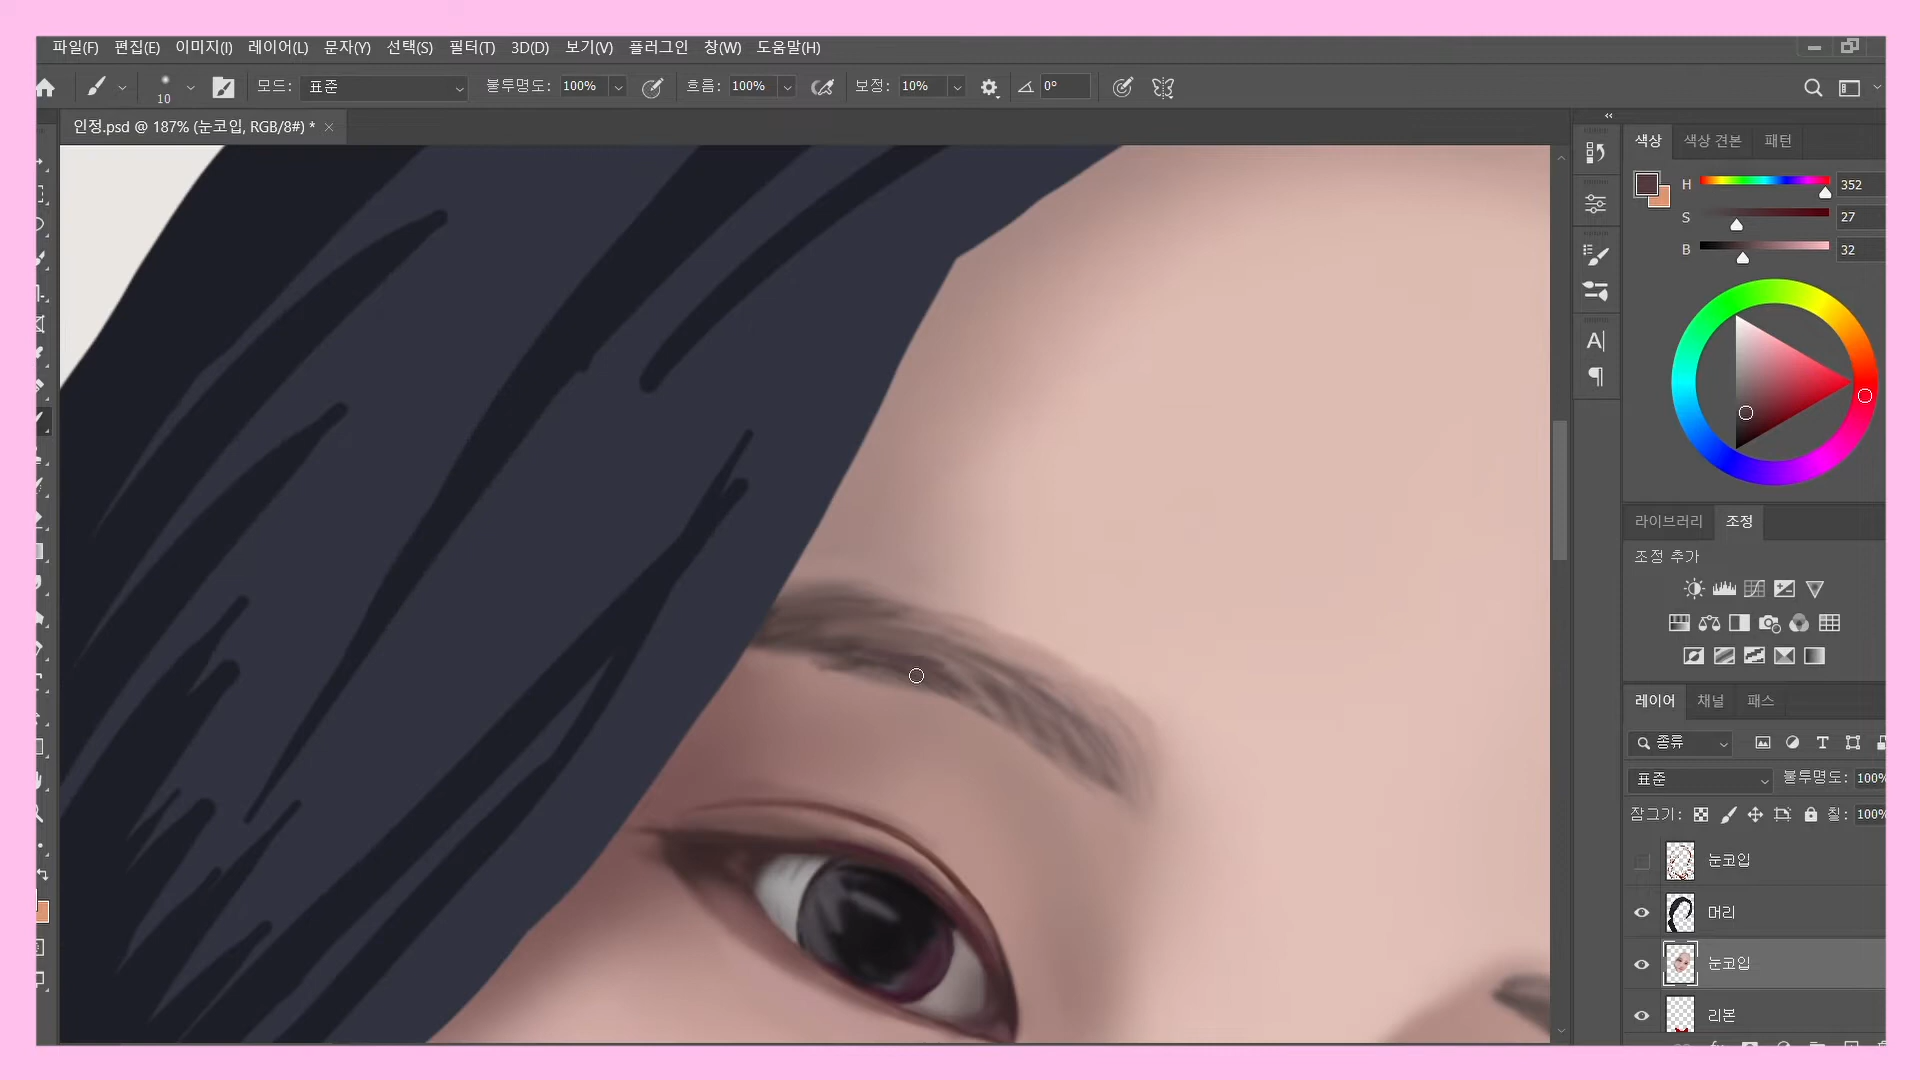 파일(F) 편집(E) 이미지(I) 레이어(L) 문자(Y) 선택(S) 필터(T) 3D(D) 보기(V) 플러그인 창(W) 도움말(H)
10 모드: 표준 불투명도: 100% 흐름: 100% 보정: 10% 0°
인정.psd @ 187% (눈코입, RGB/8#) *
색상 색상 견본 패턴
H 352
S 27
B 32
라이브러리 조정
조정 추가
레이어 채널 패스
종류
표준 불투명도: 100%
잠그기: 칠: 100%
눈코입
머리
눈코입
리본